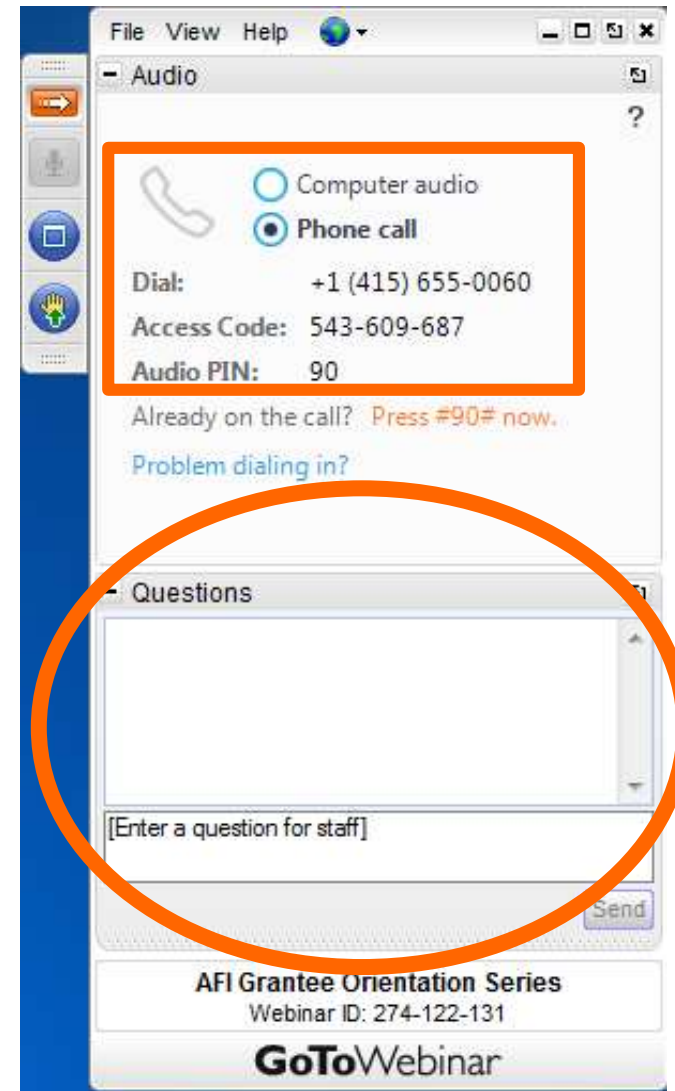 File View Help
Audio
?
Computer audio
Phone call
Dial: +1 (415) 655-0060
Access Code: 543-609-687
Audio PIN: 90
Already on the call? Press #90# now.
Problem dialing in?
Questions
[Enter a question for staff]
Send
AFI Grantee Orientation Series
Webinar ID: 274-122-131
GoToWebinar